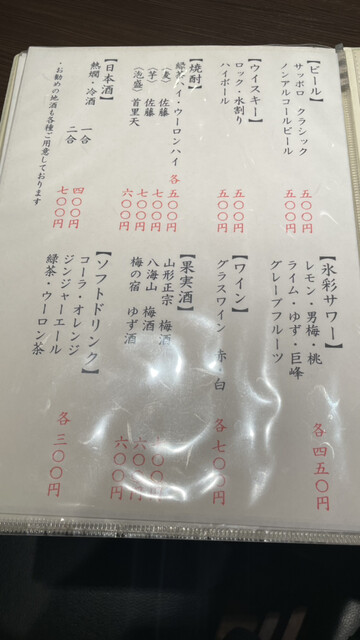 【ビール】
サッポロ クラシック 五〇〇円
ノンアルコールビール 五〇〇円
【ウイスキー】
ロック・水割り 五〇〇円
ハイボール 五〇〇円
【焼酎】
緑茶ハイ・ウーロンハイ 各 五〇〇円
(麦) 佐藤 七〇〇円
(芋) 佐藤 七〇〇円
(泡盛) 首里天 六〇〇円
【日本酒】
熱燗・冷酒 一合 四〇〇円
二合 七〇〇円
・お勧めの地酒も各種ご用意しております
【氷彩サワー】
レモン・男梅・桃
ライム・ゆず・巨峰
グレープフルーツ 各 四五〇円
【ワイン】
グラスワイン 赤・白 各 七〇〇円
【果実酒】
山形正宗 梅酒 〇〇円
八海山 梅酒 六〇〇円
梅の宿 ゆず酒 六〇〇円
【ソフトドリンク】
コーラ・オレンジ
ジンジャーエール
緑茶・ウーロン茶 各 三〇〇円